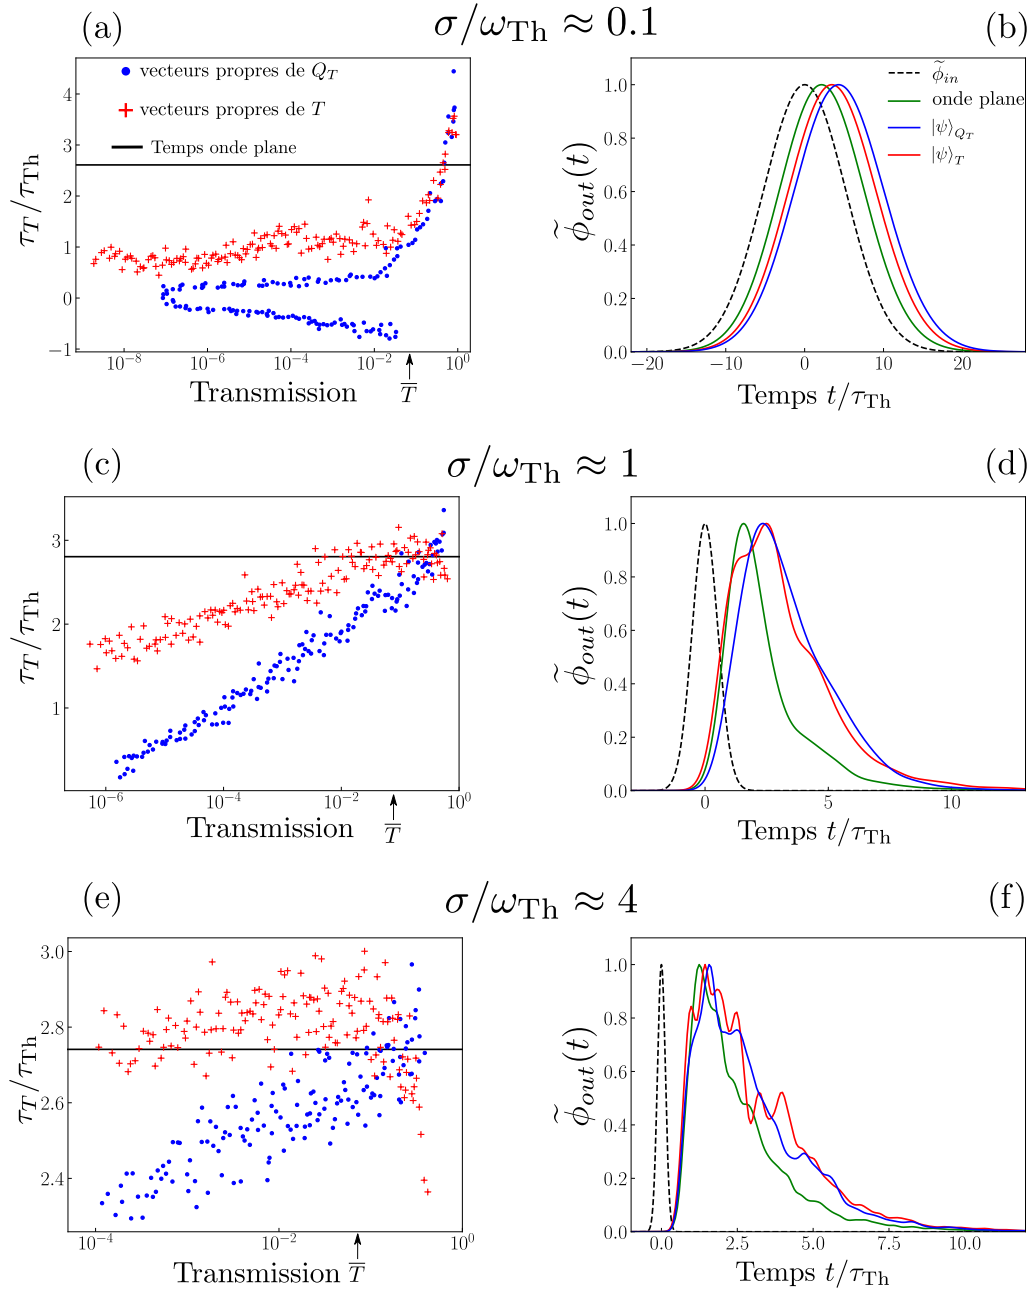 σ/ω_Th ≈ 0.1
(a)
(b)
vecteurs propres de Q_T
vecteurs propres de T
Temps onde plane
τ_T/τ_Th
4
3
2
1
0
−1
10^−8
10^−6
10^−4
10^−2
10^0
Transmission
T̅
ϕ̃_in
onde plane
|ψ⟩_Q_T
|ψ⟩_T
ϕ̃_out(t)
1.0
0.8
0.6
0.4
0.2
0.0
−20
−10
0
10
20
Temps t/τ_Th
σ/ω_Th ≈ 1
(c)
(d)
τ_T/τ_Th
3
2
1
10^−6
10^−4
10^−2
10^0
Transmission
T̅
ϕ̃_out(t)
1.0
0.8
0.6
0.4
0.2
0.0
0
5
10
Temps t/τ_Th
σ/ω_Th ≈ 4
(e)
(f)
τ_T/τ_Th
3.0
2.8
2.6
2.4
10^−4
10^−2
10^0
Transmission T̅
ϕ̃_out(t)
1.0
0.8
0.6
0.4
0.2
0.0
0.0
2.5
5.0
7.5
10.0
Temps t/τ_Th